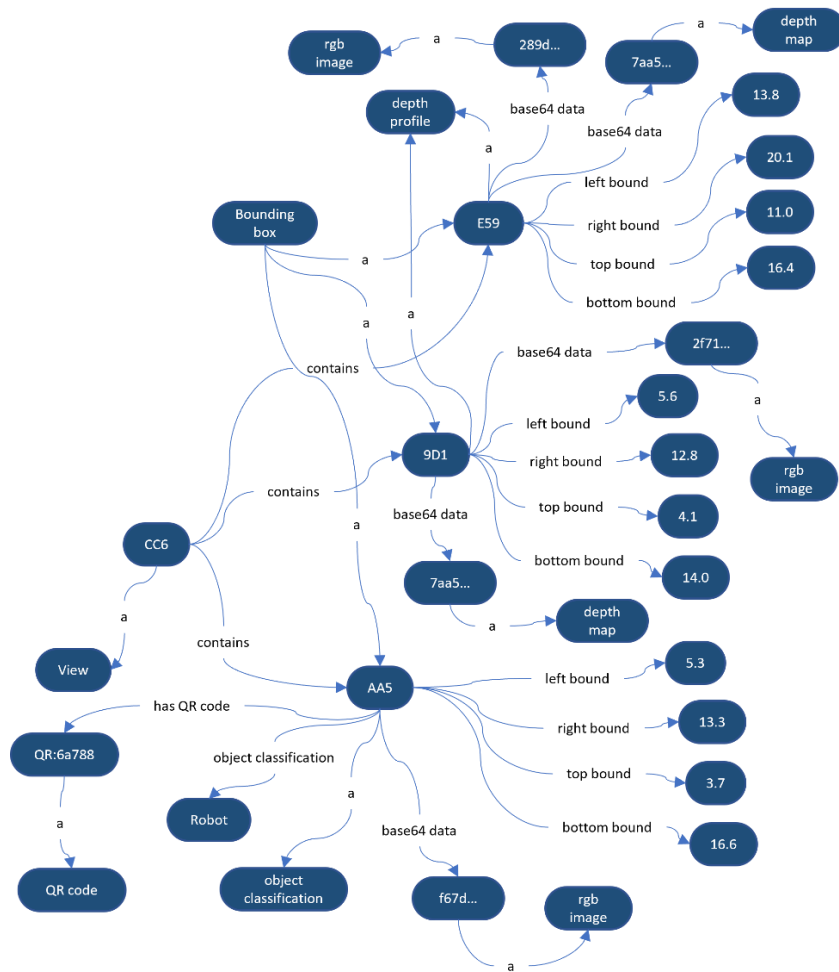 depth
map
rgb
image
a
289d...
a
7aa5...
13.8
depth
profile
base64 data
base64 data
a
20.1
left bound
Bounding
box
E59
right bound
11.0
a
top bound
16.4
bottom bound
a
a
base64 data
2f71...
contains
5.6
left bound
a
9D1
right bound
12.8
rgb
image
contains
top bound
4.1
base64 data
a
CC6
bottom bound
14.0
7aa5...
a
a
depth
map
contains
View
AA5
left bound
5.3
has QR code
right bound
13.3
QR:6a788
object classification
top bound
3.7
a
Robot
a
base64 data
bottom bound
16.6
QR code
object
classification
f67d...
rgb
image
a